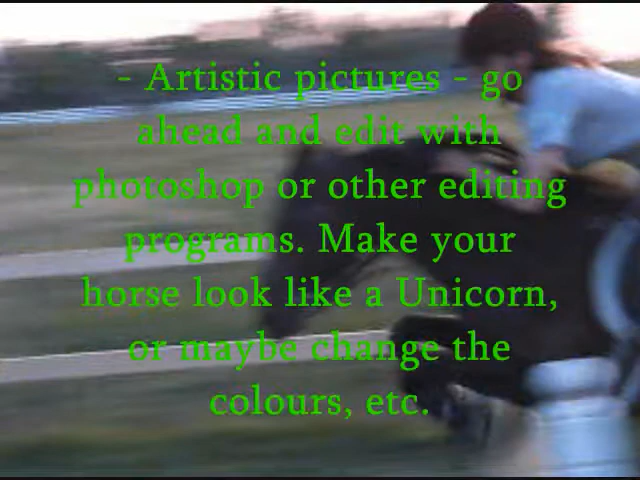 - Artistic pictures - go
ahead and edit with
photoshop or other editing
programs. Make your
horse look like a Unicorn,
or maybe change the
colours, etc.